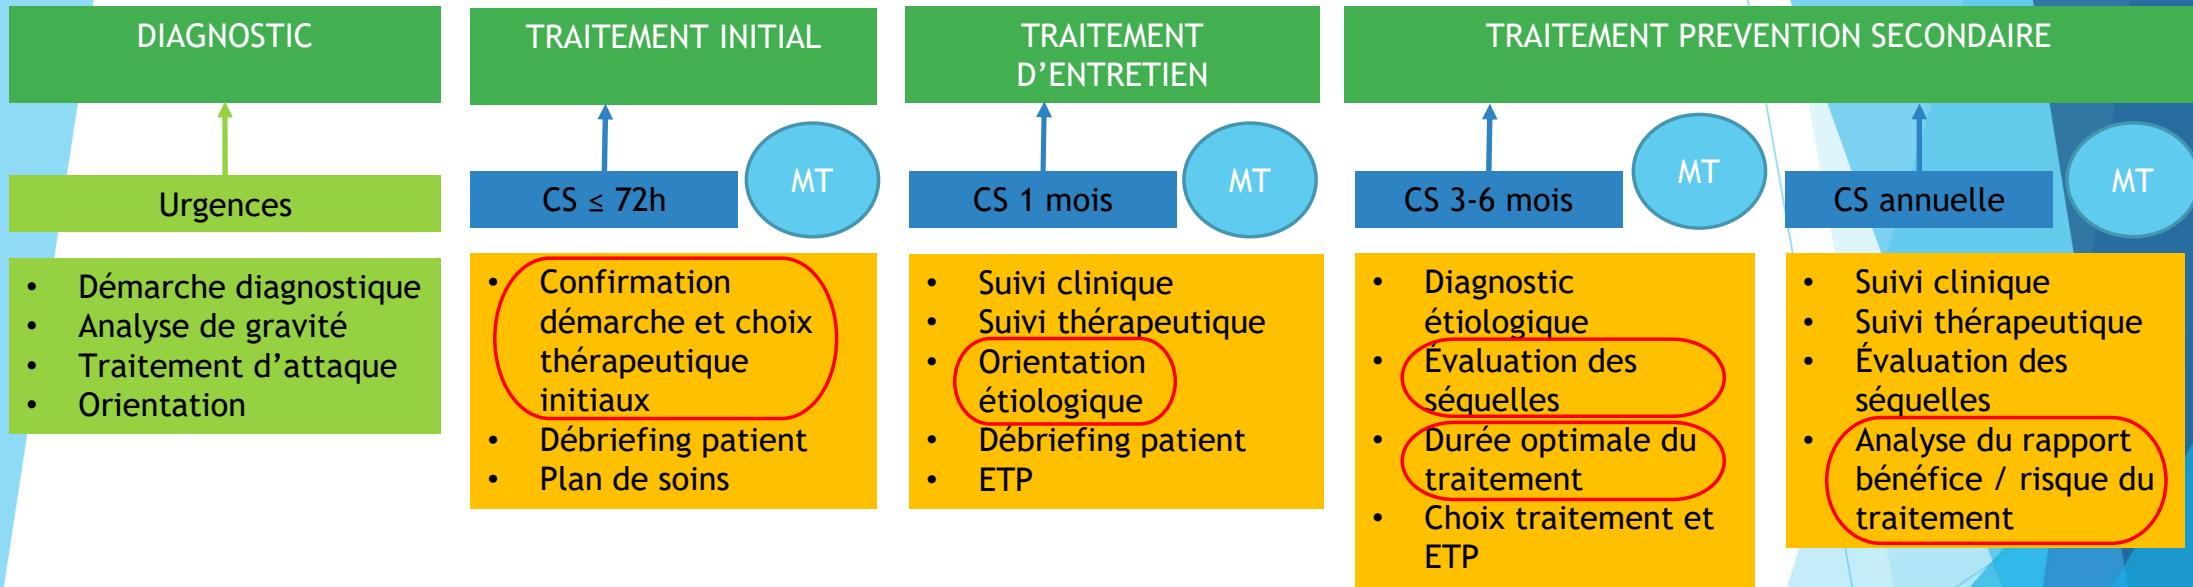 DIAGNOSTIC
Urgences
• Démarche diagnostique
• Analyse de gravité
• Traitement d’attaque
• Orientation
TRAITEMENT INITIAL
CS ≤ 72h
MT
• Confirmation
démarche et choix
thérapeutique
initiaux
• Débriefing patient
• Plan de soins
TRAITEMENT
D’ENTRETIEN
CS 1 mois
MT
• Suivi clinique
• Suivi thérapeutique
• Orientation
étiologique
• Débriefing patient
• ETP
TRAITEMENT PREVENTION SECONDAIRE
CS 3-6 mois
MT
• Diagnostic
étiologique
• Évaluation des
séquelles
• Durée optimale du
traitement
• Choix traitement et
ETP
CS annuelle
MT
• Suivi clinique
• Suivi thérapeutique
• Évaluation des
séquelles
• Analyse du rapport
bénéfice / risque du
traitement